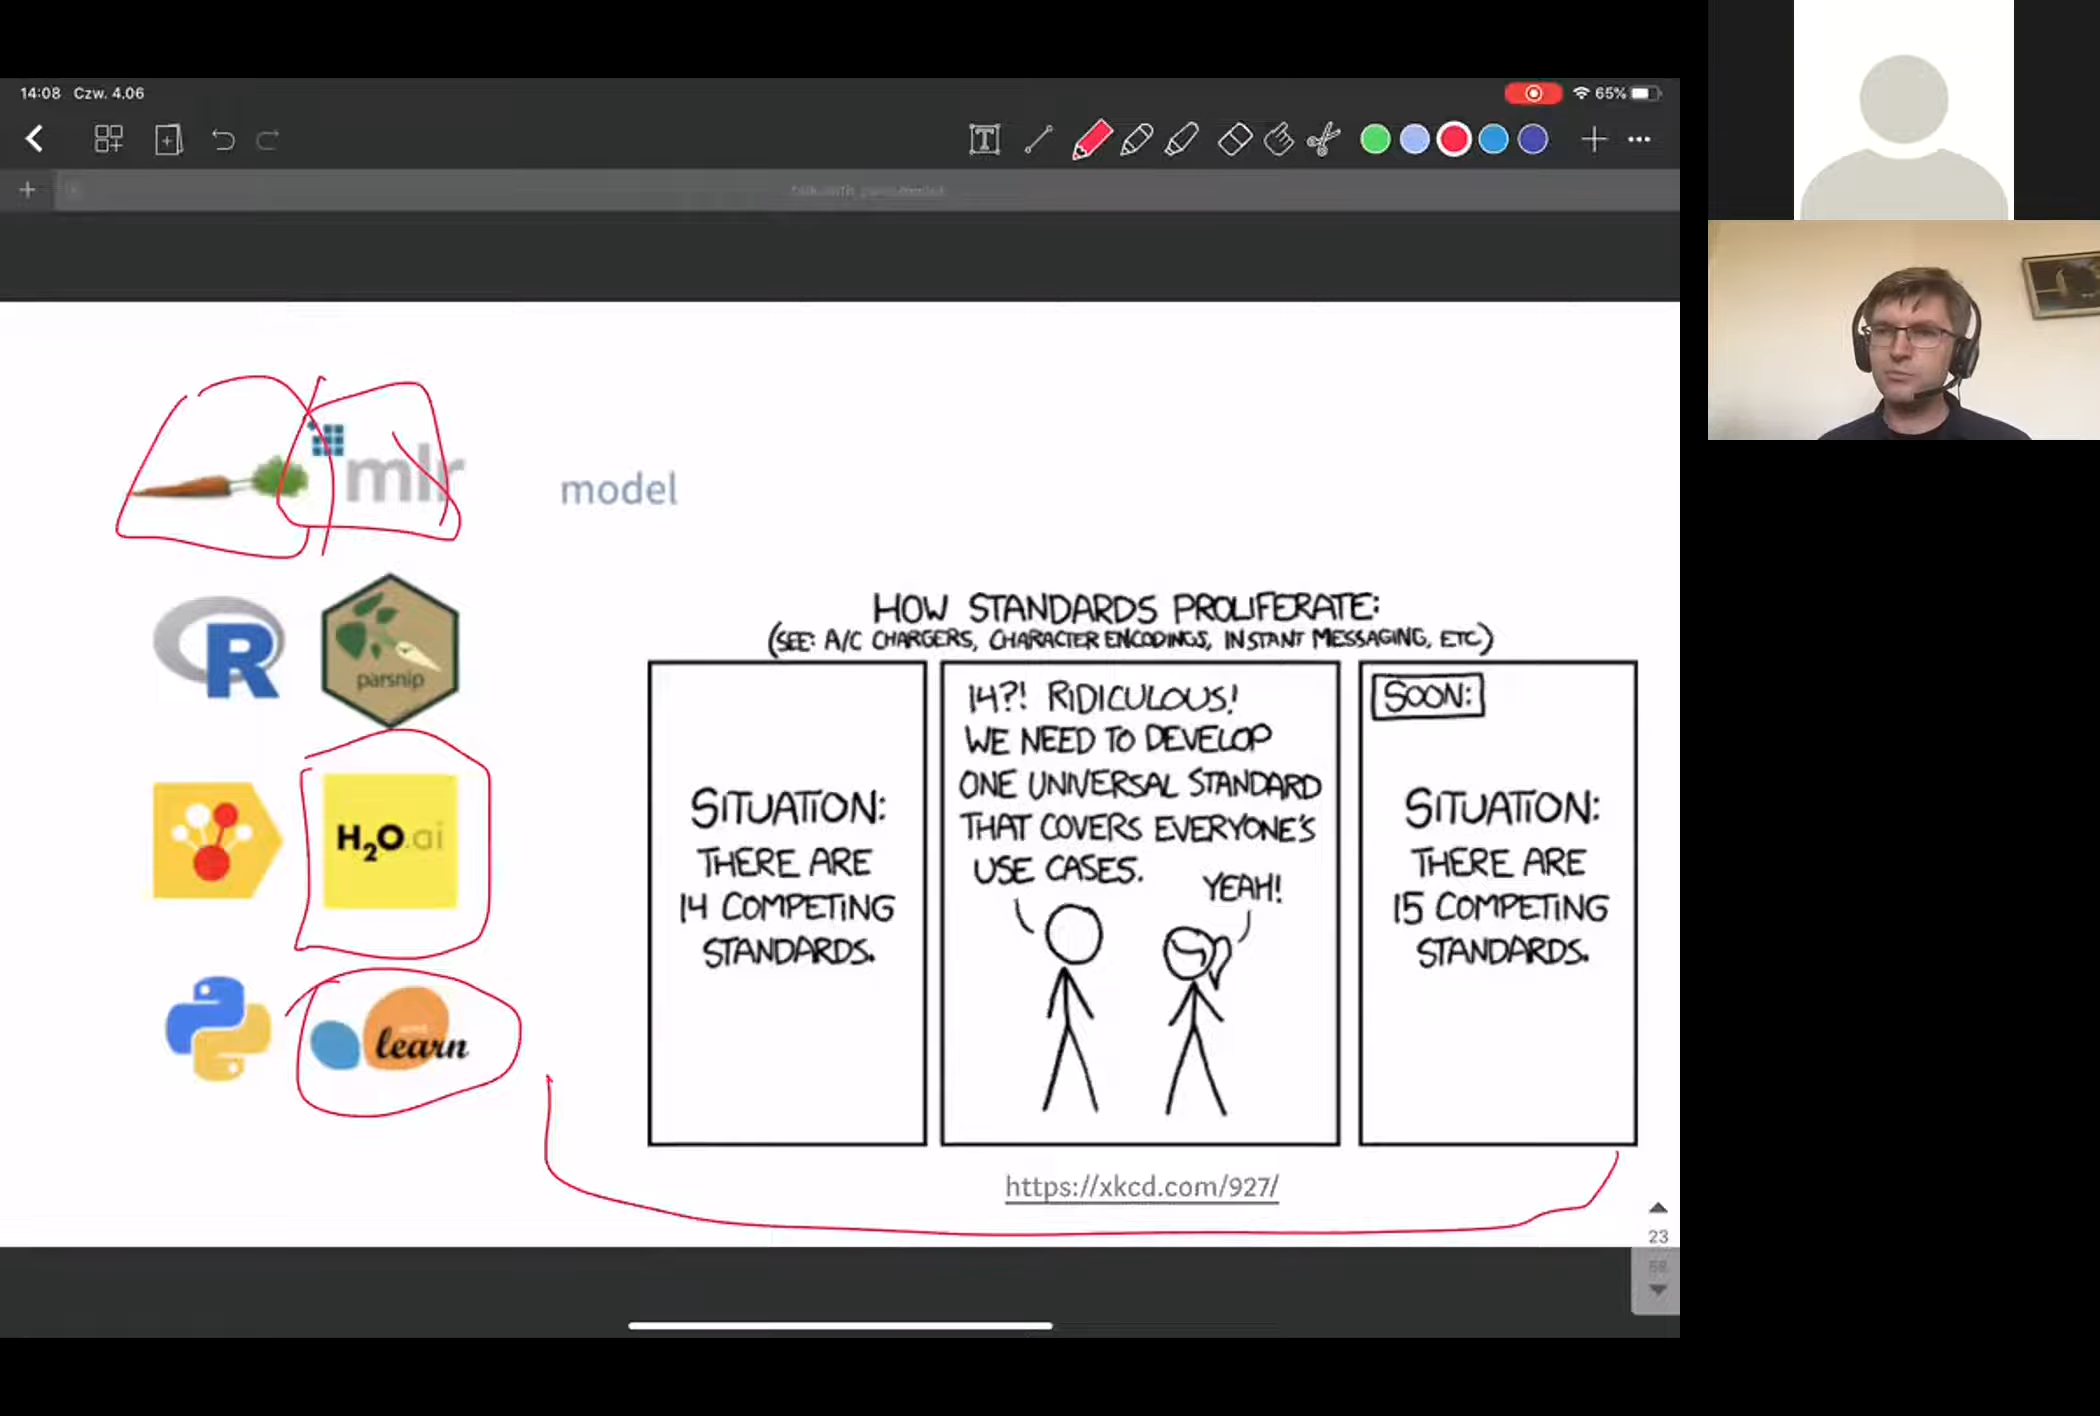 14:08 Czw. 4.06
65%
mlr
model
parsnip
H2O.ai
learn
HOW STANDARDS PROLIFERATE:
(SEE: A/C CHARGERS, CHARACTER ENCODINGS, INSTANT MESSAGING, ETC)
SITUATION:
THERE ARE
14 COMPETING
STANDARDS.
14?! RIDICULOUS!
WE NEED TO DEVELOP
ONE UNIVERSAL STANDARD
THAT COVERS EVERYONE'S
USE CASES.
YEAH!
SOON:
SITUATION:
THERE ARE
15 COMPETING
STANDARDS.
https://xkcd.com/927/
23
58